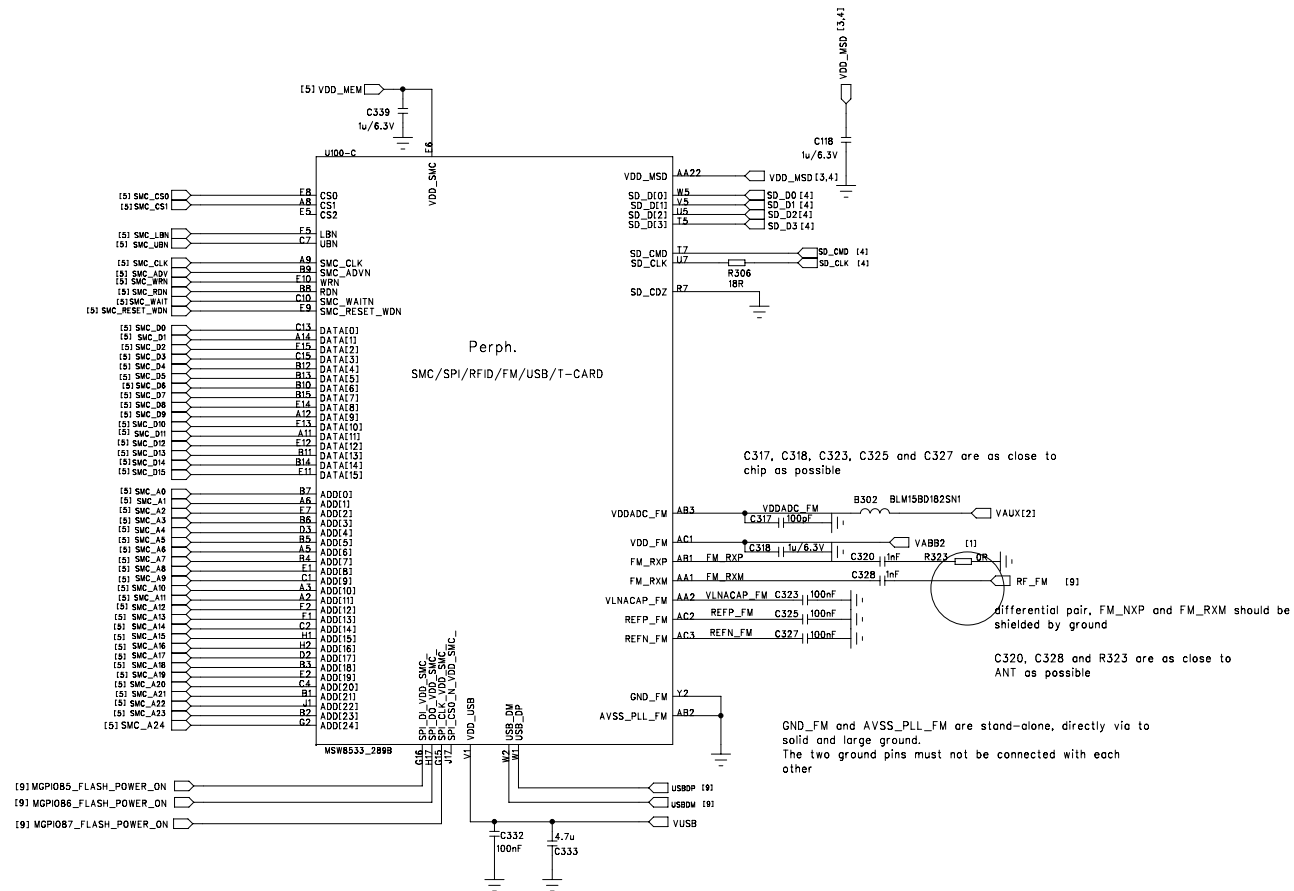 VDD_MSD [3,4]
[5] VDD_MEM
C339
1u/6.3V
E6
C118
1u/6.3V
U100-C
VDD_SMC
VDD_MSD AA22 VDD_MSD [3,4]
[5] SMC_CS0 E8 CS0
[5] SMC_CS1 A8 CS1
E5 CS2
SD_D[0] W5 SD_D0 [4]
SD_D[1] V5 SD_D1 [4]
SD_D[2] U5 SD_D2[4]
SD_D[3] T5 SD_D3 [4]
[5] SMC_LBN F5 LBN
[5] SMC_UBN C7 UBN
SD_CMD T7 SD_CMD [4]
SD_CLK U7 SD_CLK [4]
R306
18R
SD_CDZ R7
[5] SMC_CLK A9 SMC_CLK
[5] SMC_ADV B9 SMC_ADVN
[5] SMC_WRN E10 WRN
[5] SMC_RDN B8 RDN
[5] SMC_WAIT C10 SMC_WAITN
[5] SMC_RESET_WDN E9 SMC_RESET_WDN
[5] SMC_D0 C13 DATA[0]
[5] SMC_D1 A14 DATA[1]
[5] SMC_D2 E15 DATA[2]
[5] SMC_D3 C15 DATA[3]
[5] SMC_D4 B12 DATA[4]
[5] SMC_D5 B13 DATA[5]
[5] SMC_D6 B10 DATA[6]
[5] SMC_D7 B15 DATA[7]
[5] SMC_D8 E14 DATA[8]
[5] SMC_D9 A12 DATA[9]
[5] SMC_D10 E13 DATA[10]
[5] SMC_D11 A11 DATA[11]
[5] SMC_D12 E12 DATA[12]
[5] SMC_D13 B11 DATA[13]
[5] SMC_D14 B14 DATA[14]
[5] SMC_D15 E11 DATA[15]
Perph.
SMC/SPI/RFID/FM/USB/T-CARD
[5] SMC_A0 B7 ADD[0]
[5] SMC_A1 A6 ADD[1]
[5] SMC_A2 E7 ADD[2]
[5] SMC_A3 B6 ADD[3]
[5] SMC_A4 D3 ADD[4]
[5] SMC_A5 B5 ADD[5]
[5] SMC_A6 A5 ADD[6]
[5] SMC_A7 B4 ADD[7]
[5] SMC_A8 E1 ADD[8]
[5] SMC_A9 C1 ADD[9]
[5] SMC_A10 A3 ADD[10]
[5] SMC_A11 A2 ADD[11]
[5] SMC_A12 F2 ADD[12]
[5] SMC_A13 F1 ADD[13]
[5] SMC_A14 C2 ADD[14]
[5] SMC_A15 H1 ADD[15]
[5] SMC_A16 H2 ADD[16]
[5] SMC_A17 D2 ADD[17]
[5] SMC_A18 B3 ADD[18]
[5] SMC_A19 E2 ADD[19]
[5] SMC_A20 C4 ADD[20]
[5] SMC_A21 B1 ADD[21]
[5] SMC_A22 J1 ADD[22]
[5] SMC_A23 B2 ADD[23]
[5] SMC_A24 G2 ADD[24]
C317, C318, C323, C325 and C327 are as close to
chip as possible
B302 BLM15BD182SN1
VDDADC_FM AB3 VDDADC_FM VAUX[2]
C317 100pF
VDD_FM AC1 VABB2 [1]
C318 1u/6.3V
FM_RXP AB1 FM_RXP C320 1nF R323 0R
FM_RXM AA1 FM_RXM C328 1nF RF_FM [9]
VLNACAP_FM AA2 VLNACAP_FM C323 100nF
REFP_FM AC2 REFP_FM C325 100nF
REFN_FM AC3 REFN_FM C327 100nF
differential pair, FM_NXP and FM_RXM should be
shielded by ground
C320, C328 and R323 are as close to
ANT as possible
GND_FM Y2
AVSS_PLL_FM AB2
GND_FM and AVSS_PLL_FM are stand-alone, directly via to
solid and large ground.
The two ground pins must not be connected with each
other
SPI_DI_VDD_SMC_
SPI_DO_VDD_SMC_
SPI_CLK_VDD_SMC_
SPI_CS0_N_VDD_SMC_
VDD_USB
USB_DM
USB_DP
MSW8533_289B
G16
H17
G15
J17
V1
W2
W1
[9] MGPIO85_FLASH_POWER_ON
[9] MGPIO86_FLASH_POWER_ON
[9] MGPIO87_FLASH_POWER_ON
USBDP [9]
USBDM [9]
VUSB
C332
100nF
4.7u
C333